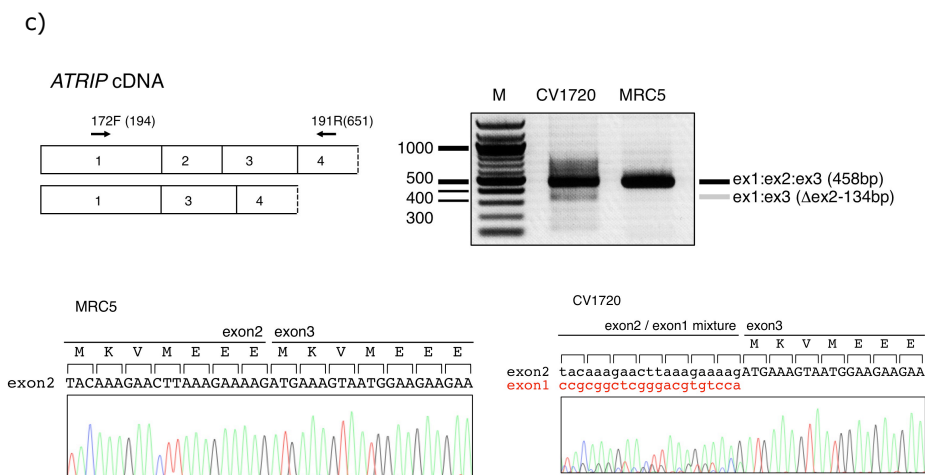 c)
ATRIP cDNA
172F (194)
191R(651)
1 2 3 4
1 3 4
M CV1720 MRC5
1000
500
400
300
ex1:ex2:ex3 (458bp)
ex1:ex3 (Δex2-134bp)
MRC5
exon2 exon3
M K V M E E E M K V M E E E
exon2 TACAAAGAACTTAAAGAAAAGATGAAAGTAATGGAAGAAGAA
CV1720
exon2 / exon1 mixture exon3
M K V M E E E
exon2 tacaaagaacttaaagaaaagATGAAAGTAATGGAAGAAGAA
exon1 ccgcggctcgggacgtgtcca